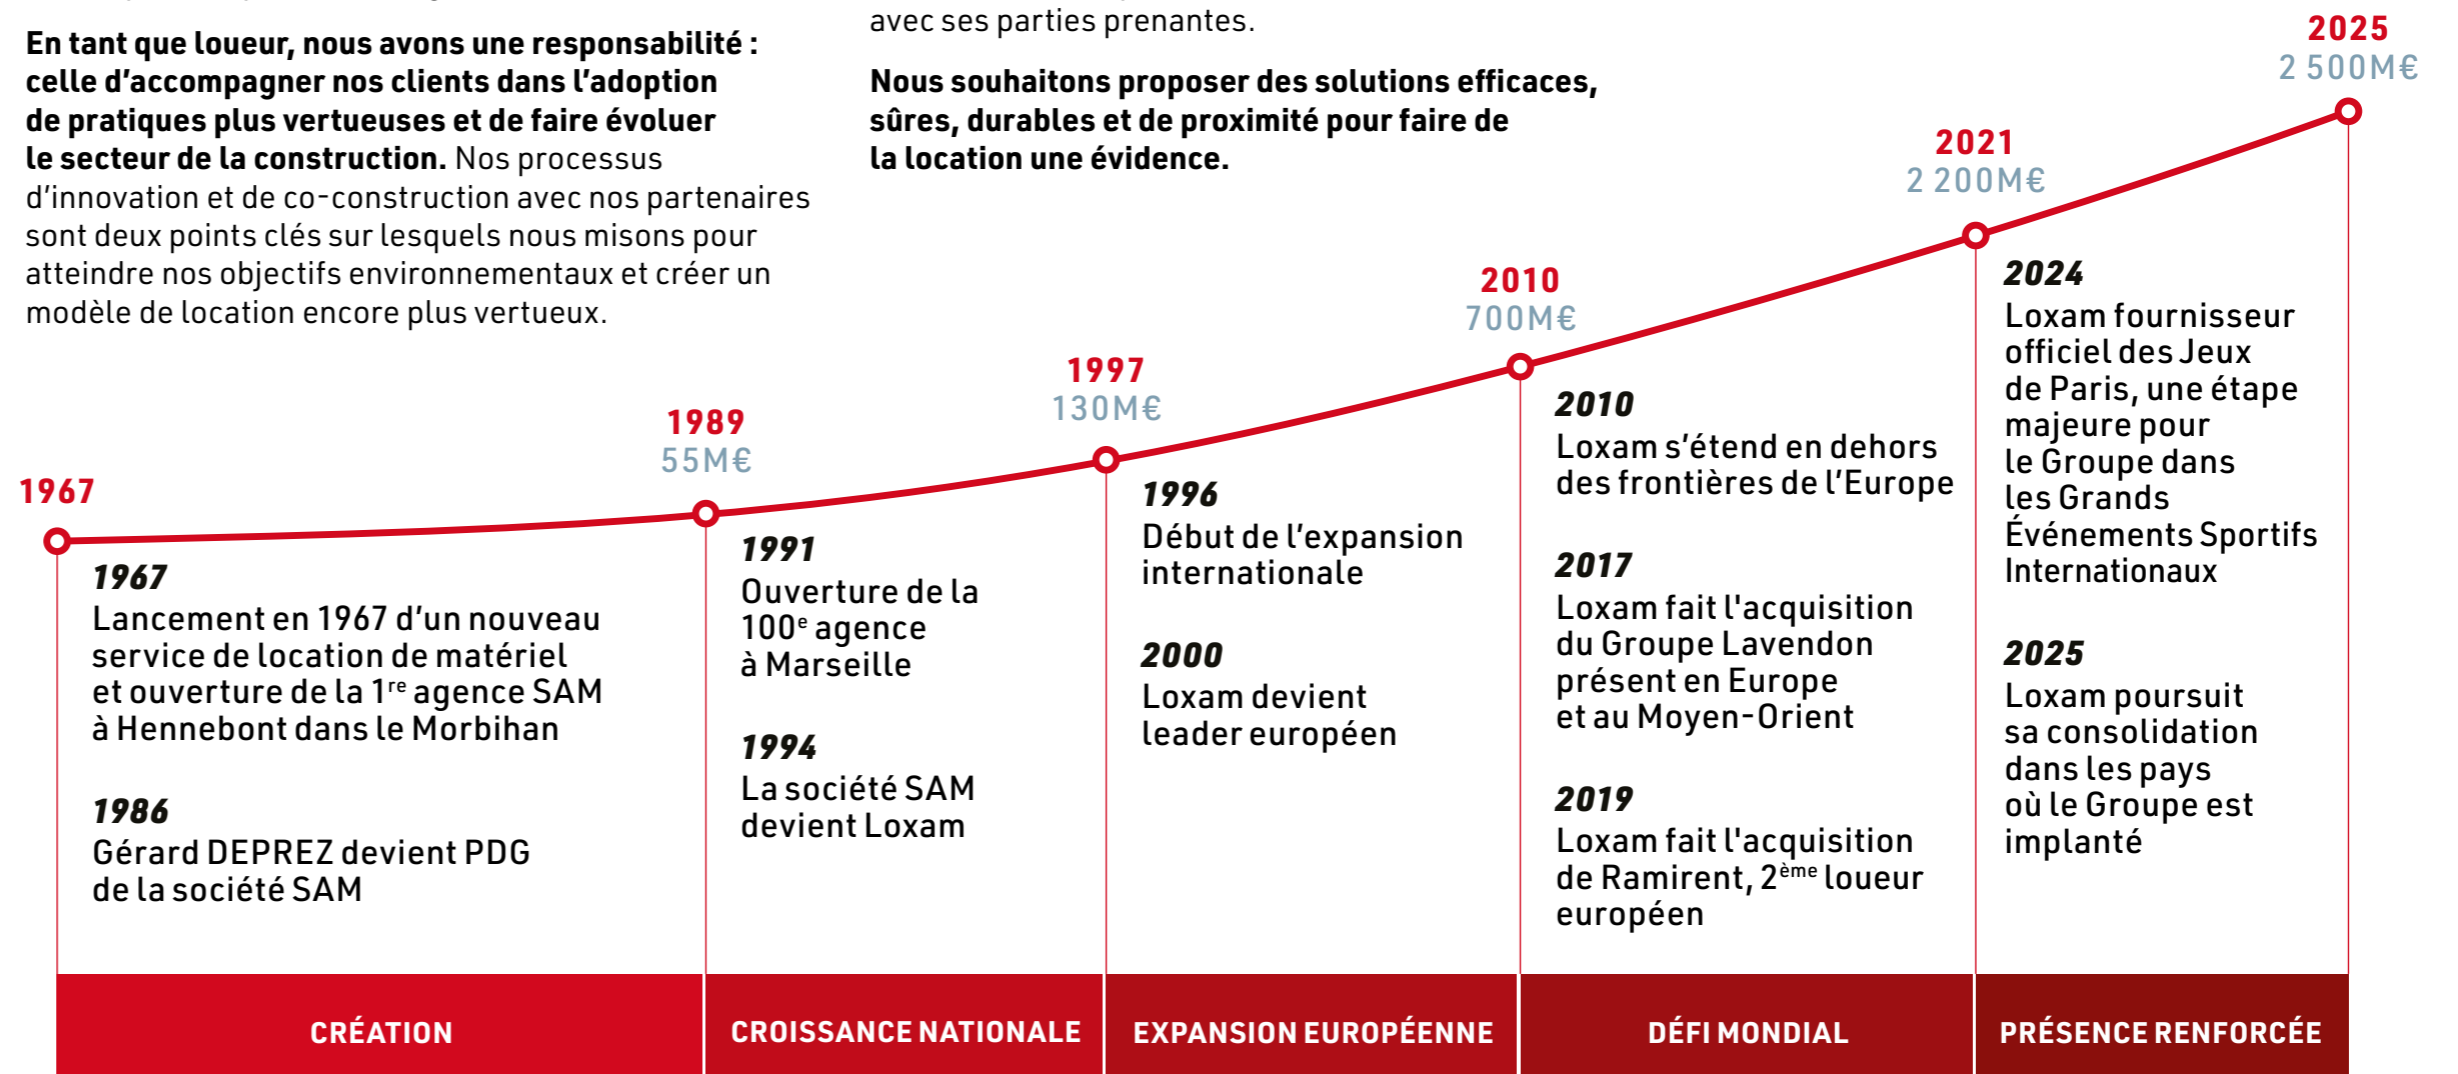 avec ses parties prenantes.
En tant que loueur, nous avons une responsabilité :
celle d’accompagner nos clients dans l’adoption
de pratiques plus vertueuses et de faire évoluer
le secteur de la construction. Nos processus
d’innovation et de co-construction avec nos partenaires
sont deux points clés sur lesquels nous misons pour
atteindre nos objectifs environnementaux et créer un
modèle de location encore plus vertueux.
Nous souhaitons proposer des solutions efficaces,
sûres, durables et de proximité pour faire de
la location une évidence.
1967
1989
55M€
1997
130M€
2010
700M€
2021
2 200M€
2025
2 500M€
1967
Lancement en 1967 d’un nouveau
service de location de matériel
et ouverture de la 1re agence SAM
à Hennebont dans le Morbihan
1986
Gérard DEPREZ devient PDG
de la société SAM
1991
Ouverture de la
100e agence
à Marseille
1994
La société SAM
devient Loxam
1996
Début de l’expansion
internationale
2000
Loxam devient
leader européen
2010
Loxam s’étend en dehors
des frontières de l’Europe
2017
Loxam fait l'acquisition
du Groupe Lavendon
présent en Europe
et au Moyen-Orient
2019
Loxam fait l'acquisition
de Ramirent, 2ème loueur
européen
2024
Loxam fournisseur
officiel des Jeux
de Paris, une étape
majeure pour
le Groupe dans
les Grands
Événements Sportifs
Internationaux
2025
Loxam poursuit
sa consolidation
dans les pays
où le Groupe est
implanté
CRÉATION
CROISSANCE NATIONALE
EXPANSION EUROPÉENNE
DÉFI MONDIAL
PRÉSENCE RENFORCÉE